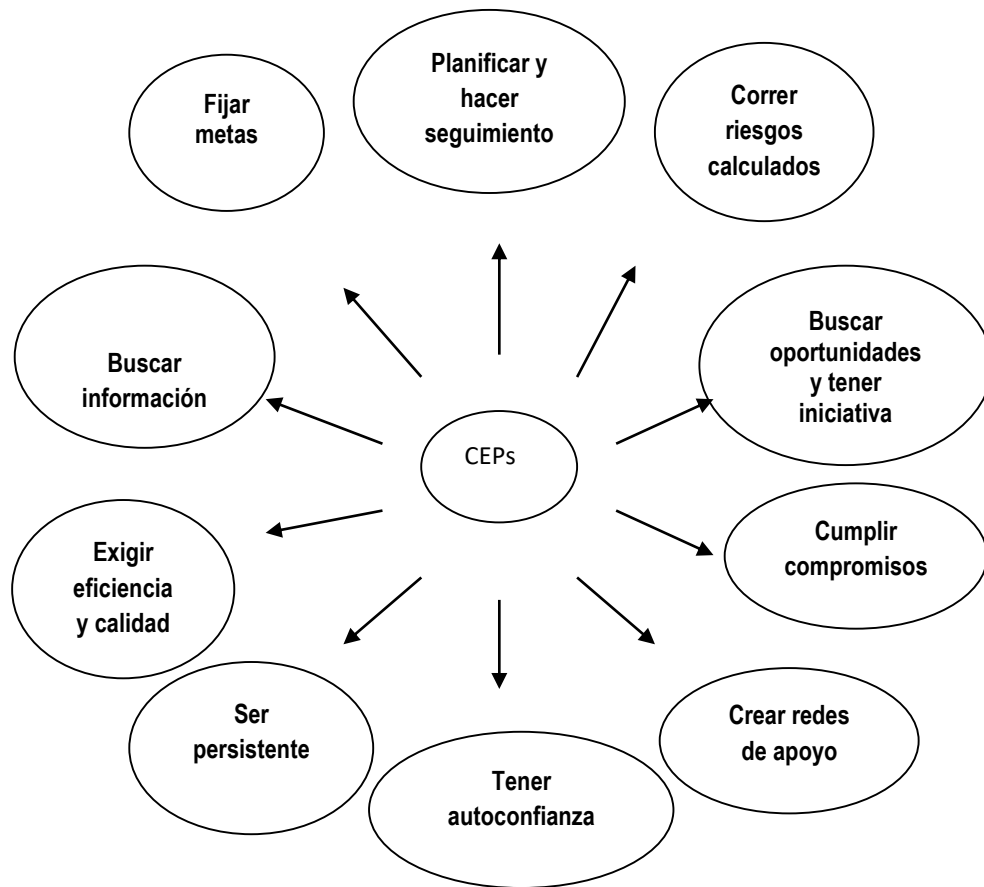 Fijar
metas
Planificar y
hacer
seguimiento
Correr
riesgos
calculados
Buscar
información
Buscar
oportunidades
y tener
iniciativa
CEPs
Exigir
eficiencia
y calidad
Cumplir
compromisos
Ser
persistente
Tener
autoconfianza
Crear redes
de apoyo